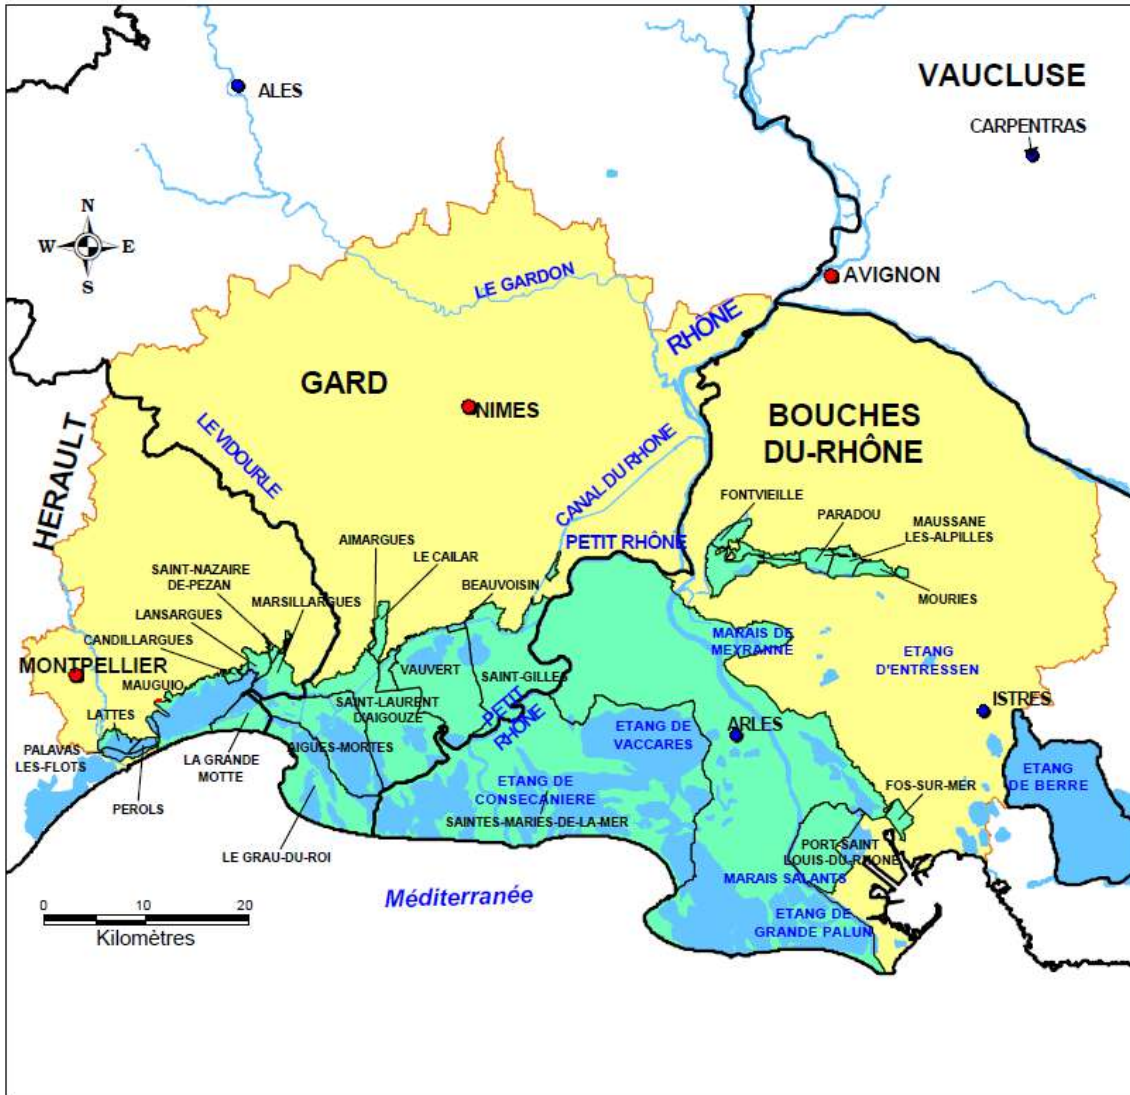 VAUCLUSE
ALES
CARPENTRAS
N
W E
S
LE GARDON
AVIGNON
RHÔNE
GARD
NIMES
BOUCHES
DU-RHÔNE
HERAULT
LE VIDOURLE
CANAL DU RHONE
FONTVIEILLE
PARADOU
MAUSSANE
LES-ALPILLES
AIMARGUES
PETIT RHÔNE
LE CAILAR
SAINT-NAZAIRE
DE-PEZAN
MARSILLARGUES
BEAUVOISIN
MOURIES
LANSARGUES
CANDILLARGUES
MARAIS DE
MEYRANNE
ETANG
D'ENTRESSEN
MONTPELLIER
MAUGUIO
VAUVERT
SAINT-GILLES
SAINT-LAURENT
D'AIGOUZE
PETIT
RHÔNE
LATTES
ISTRES
ARLES
ETANG DE
VACCARES
PALAVAS
LES-FLOTS
LA GRANDE
MOTTE
AIGUES-MORTES
ETANG
DE BERRE
PEROLS
ETANG DE
CONSECANIERE
FOS-SUR-MER
SAINTES-MARIES-DE-LA-MER
PORT-SAINT
LOUIS-DU-RHONE
LE GRAU-DU-ROI
MARAIS SALANTS
Méditerranée
ETANG DE
GRANDE PALUN
0 10 20
Kilomètres